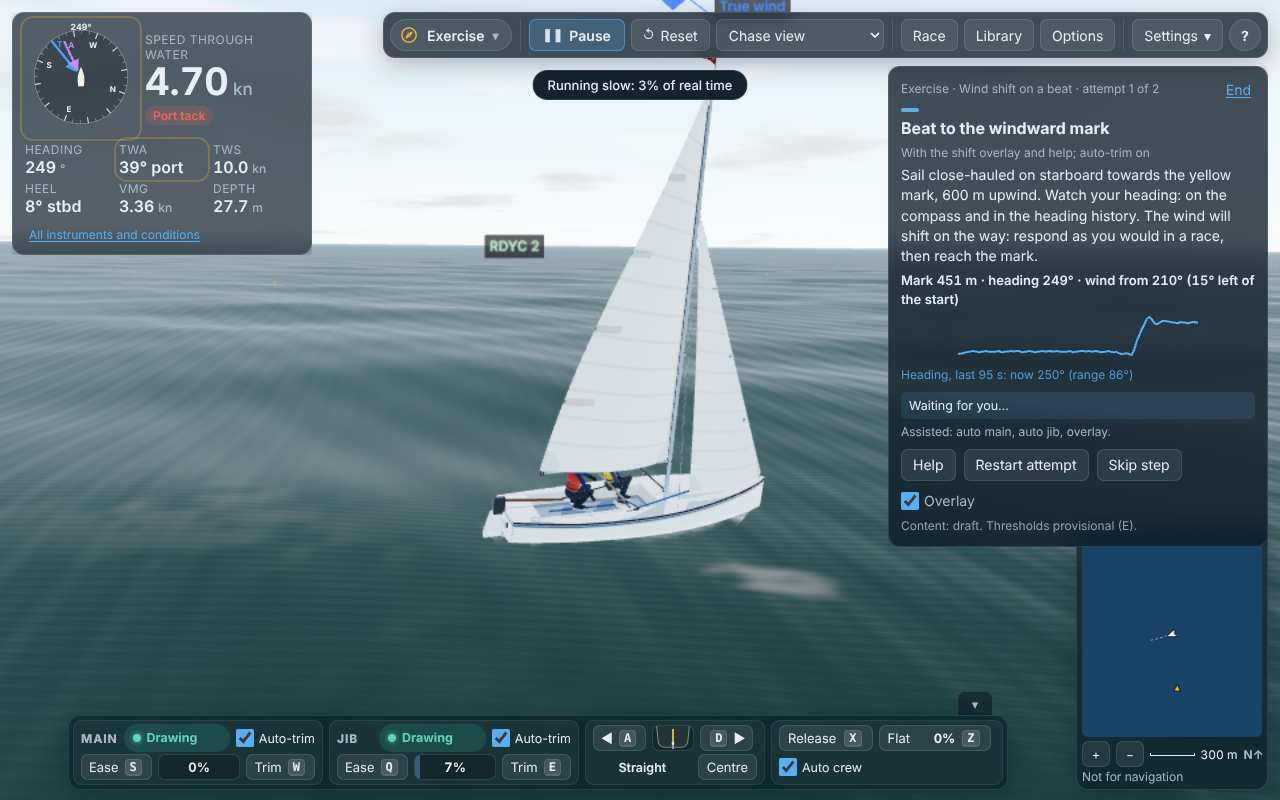 True wind
Exercise ▾
Pause
Reset
Chase view
Race
Library
Options
Settings ▾
?
Running slow: 3% of real time
249°
T
A
W
S
N
E
SPEED THROUGH
WATER
4.70 kn
Port tack
HEADING
249 °
TWA
39° port
TWS
10.0 kn
HEEL
8° stbd
VMG
3.36 kn
DEPTH
27.7 m
All instruments and conditions
RDYC 2
Exercise · Wind shift on a beat · attempt 1 of 2
End
Beat to the windward mark
With the shift overlay and help; auto-trim on
Sail close-hauled on starboard towards the yellow
mark, 600 m upwind. Watch your heading: on the
compass and in the heading history. The wind will
shift on the way: respond as you would in a race,
then reach the mark.
Mark 451 m · heading 249° · wind from 210° (15° left of
the start)
Heading, last 95 s: now 250° (range 86°)
Waiting for you...
Assisted: auto main, auto jib, overlay.
Help
Restart attempt
Skip step
Overlay
Content: draft. Thresholds provisional (E).
+
−
300 m N↑
Not for navigation
▾
MAIN
Drawing
Auto-trim
Ease S
0%
Trim W
JIB
Drawing
Auto-trim
Ease Q
7%
Trim E
◀ A
D ▶
Straight
Centre
Release X
Flat 0% Z
Auto crew